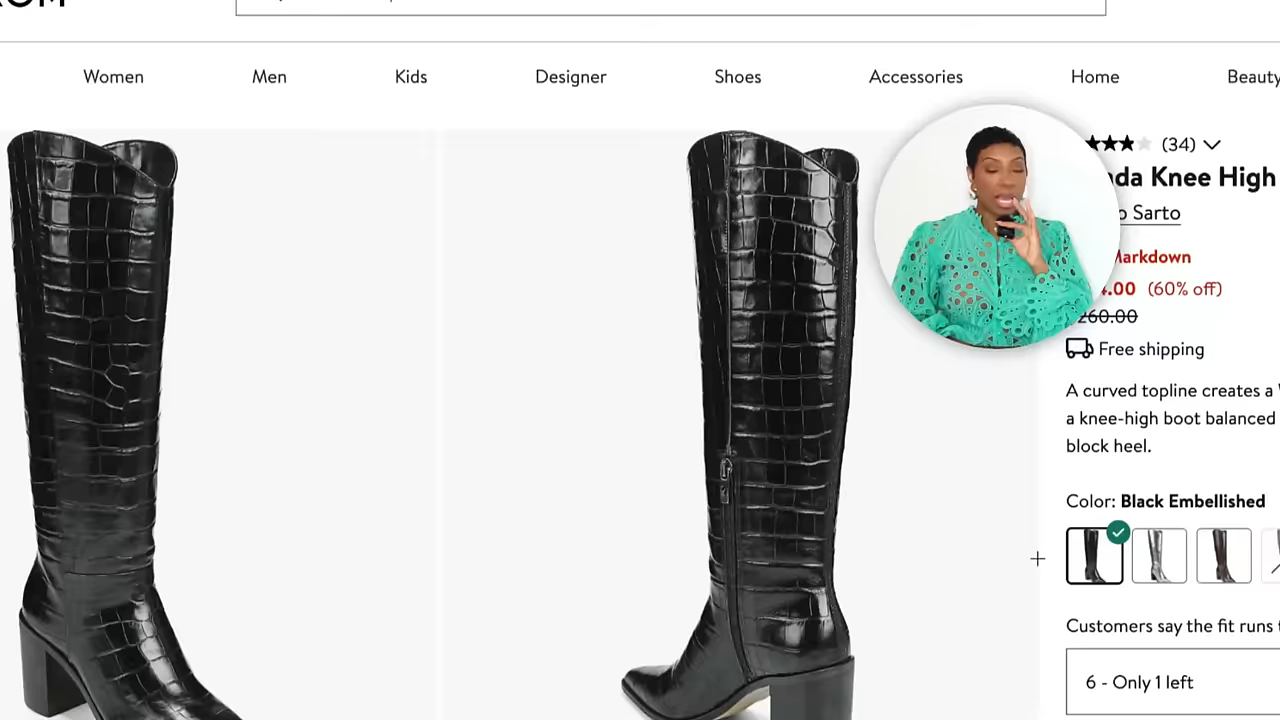 Women Men Kids Designer Shoes Accessories Home Beauty
(34)
Knee High
Sarto
Markdown
(60% off)
260.00
Free shipping
A curved topline creates a
a knee-high boot balanced
block heel.
Color: Black Embellished
Customers say the fit runs
6 - Only 1 left